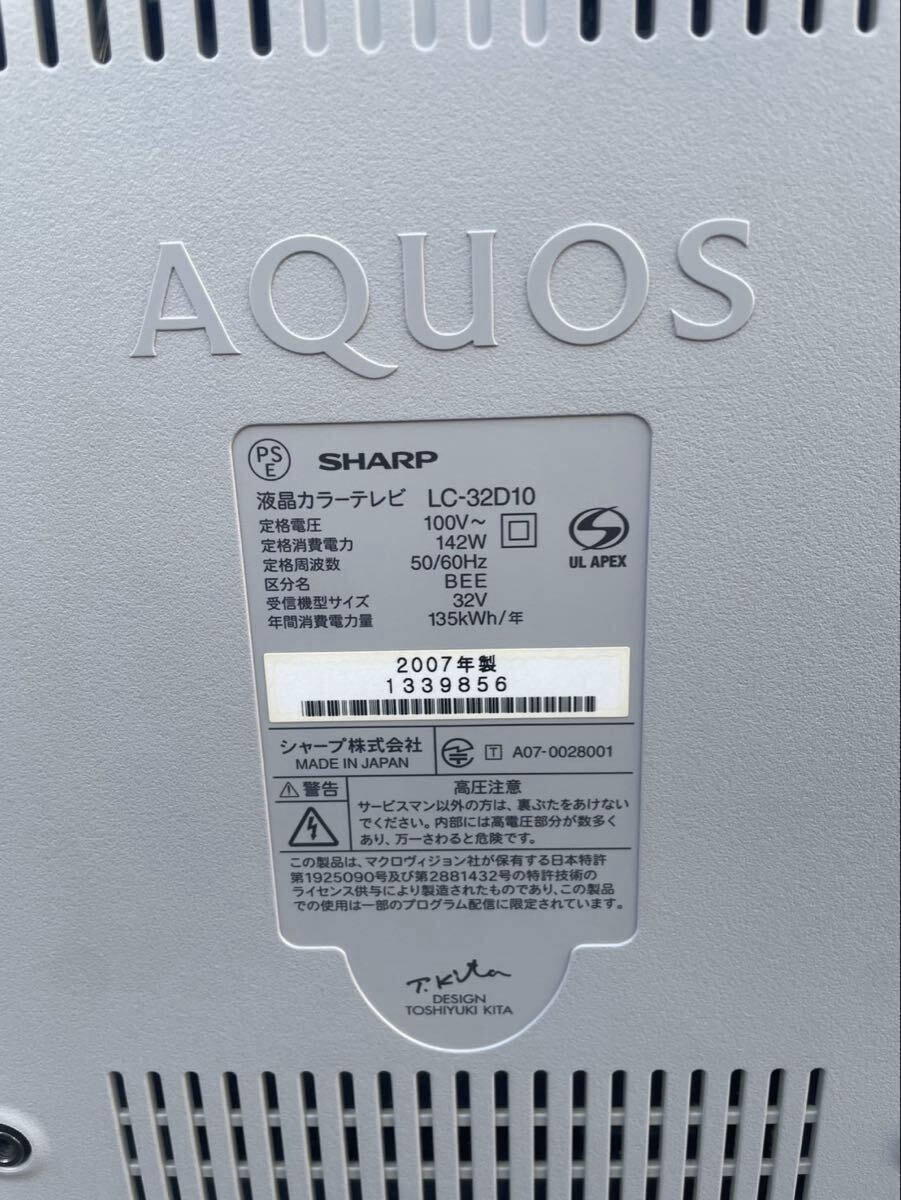 AQUOS
PS
E
SHARP
液晶カラーテレビ LC-32D10
定格電圧 100V～
定格消費電力 142W
定格周波数 50/60Hz
区分名 BEE
受信機型サイズ 32V
年間消費電力量 135kWh/年
UL APEX
2007年製
1339856
シャープ株式会社
MADE IN JAPAN
T A07-0028001
警告
高圧注意
サービスマン以外の方は、裏ぶたをあけない
でください。内部には高電圧部分が数多く
あり、万一さわると危険です。
この製品は、マクロヴィジョン社が保有する日本特許
第1925090号及び第2881432号の特許技術の
ライセンス供与により製造されたものであり、この製品
での使用は一部のプログラム配信に限定されています。
T. Kita
DESIGN
TOSHIYUKI KITA